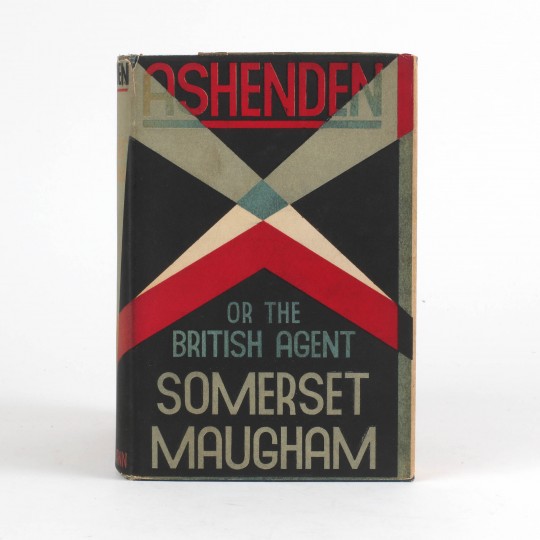 ASHENDEN
OR THE
BRITISH AGENT
SOMERSET
MAUGHAM